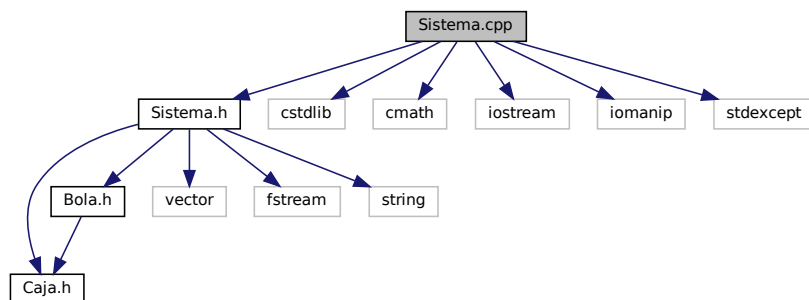 Sistema.cpp
Sistema.h
cstdlib
cmath
iostream
iomanip
stdexcept
Bola.h
vector
fstream
string
Caja.h